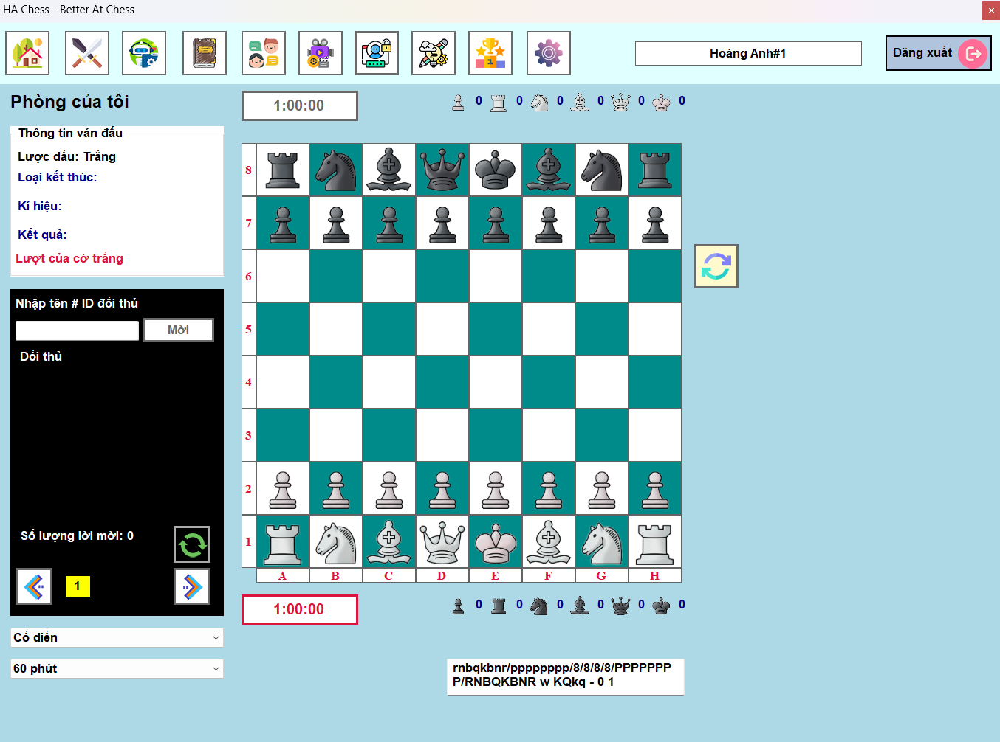 HA Chess - Better At Chess
Hoàng Anh#1
Đăng xuất
Phòng của tôi
Thông tin ván đấu
Lược đầu: Trắng
Loại kết thúc:
Kí hiệu:
Kết quả:
Lượt của cờ trắng
Nhập tên # ID đối thủ
Mời
Đối thủ
Số lượng lời mời: 0
1
Cổ điển
60 phút
1:00:00
0 0 0 0 0 0
8
7
6
5
4
3
2
1
A B C D E F G H
1:00:00
0 0 0 0 0 0
rnbqkbnr/pppppppp/8/8/8/8/PPPPPPP
P/RNBQKBNR w KQkq - 0 1